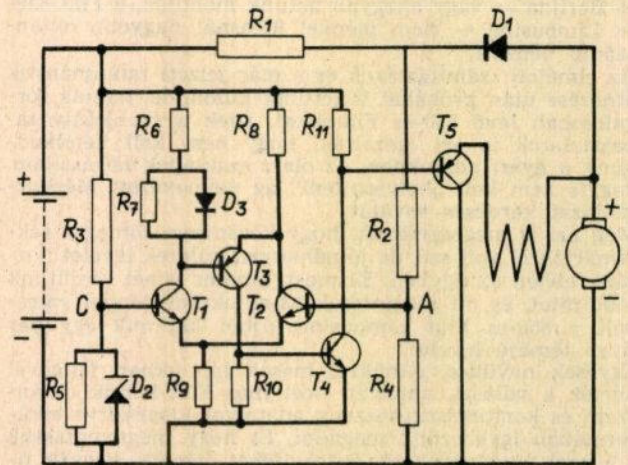 R1
D1
R6
R8
R11
T5
R7
D3
+
R3
R2
+
T3
-
C
T1
T2
A
-
T4
R5
D2
R9
R10
R4